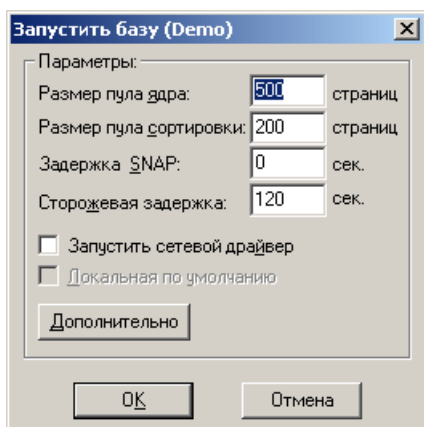 Запустить базу (Demo)
Параметры:
Размер пула ядра: 500 страниц
Размер пула сортировки: 200 страниц
Задержка SNAP: 0 сек.
Сторожевая задержка: 120 сек.
Запустить сетевой драйвер
Локальная по умолчанию
Дополнительно
OK Отмена